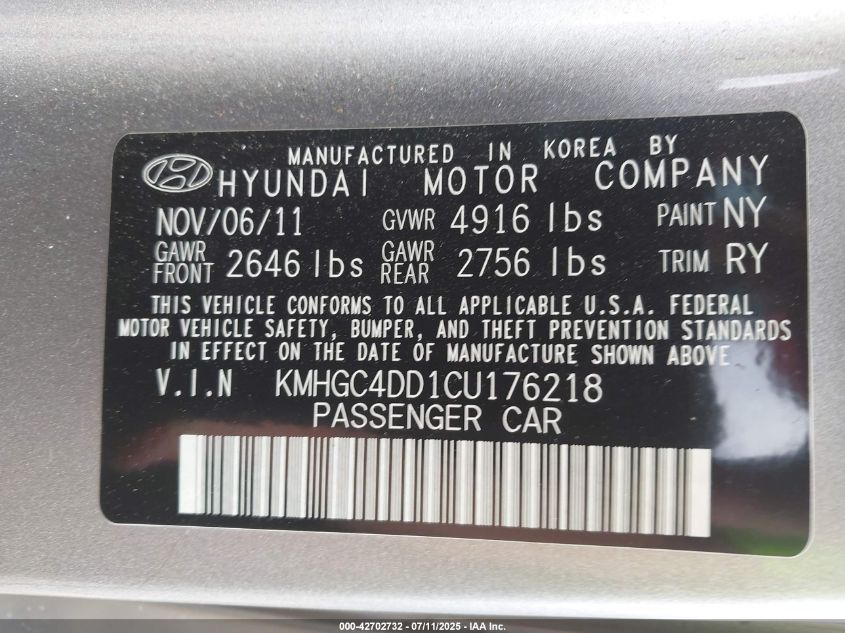 MANUFACTURED IN KOREA BY
HYUNDAI MOTOR COMPANY
NOV/06/11 GVWR 4916 lbs PAINT NY
GAWR FRONT 2646 lbs GAWR REAR 2756 lbs TRIM RY
THIS VEHICLE CONFORMS TO ALL APPLICABLE U.S.A. FEDERAL
MOTOR VEHICLE SAFETY, BUMPER, AND THEFT PREVENTION STANDARDS
IN EFFECT ON THE DATE OF MANUFACTURE SHOWN ABOVE
V.I.N KMHGC4DD1CU176218
PASSENGER CAR
000-42702732 - 07/11/2025 - IAA Inc.